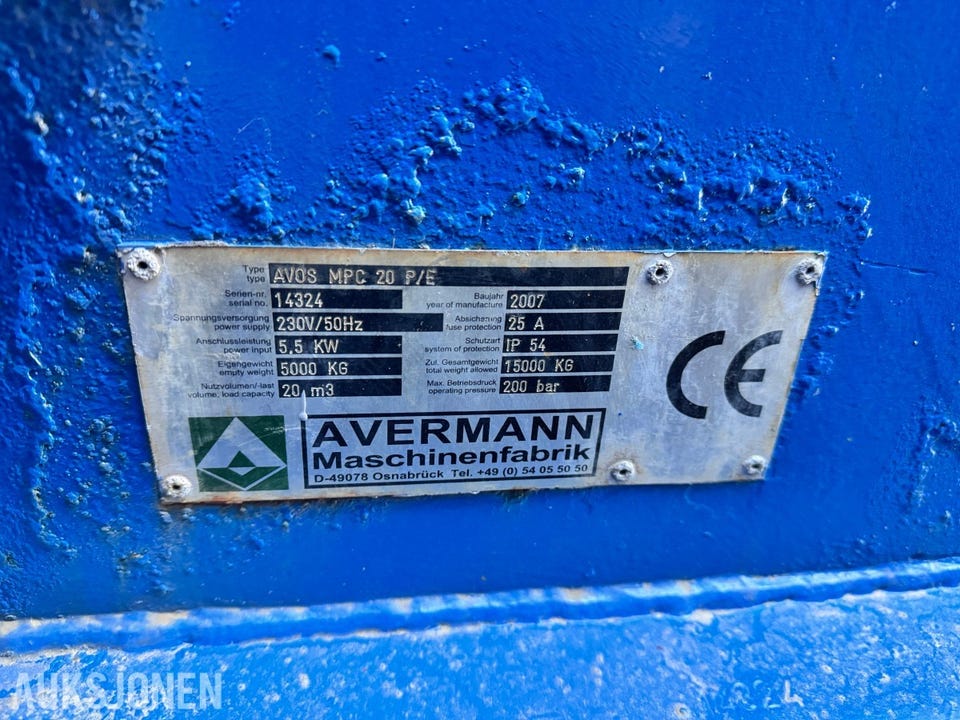 Type
type AVOS MPC 20 P/E
Serien-nr.
serial no. 14324
Baujahr
year of manufacture 2007
Spannungsversorgung
power supply 230V/50Hz
Absicherung
fuse protection 25 A
Anschlussleistung
power input 5,5 KW
Schutzart
system of protection IP 54
Eigengewicht
empty weight 5000 KG
Zul. Gesamtgewicht
total weight allowed 15000 KG
Nutzvolumen/-last
volume, load capacity 20 m3
Max. Betriebsdruck
operating pressure 200 bar
CE
AVERMANN
Maschinenfabrik
D-49078 Osnabrück Tel. +49 (0) 54 05 50 50
AUKSJONEN